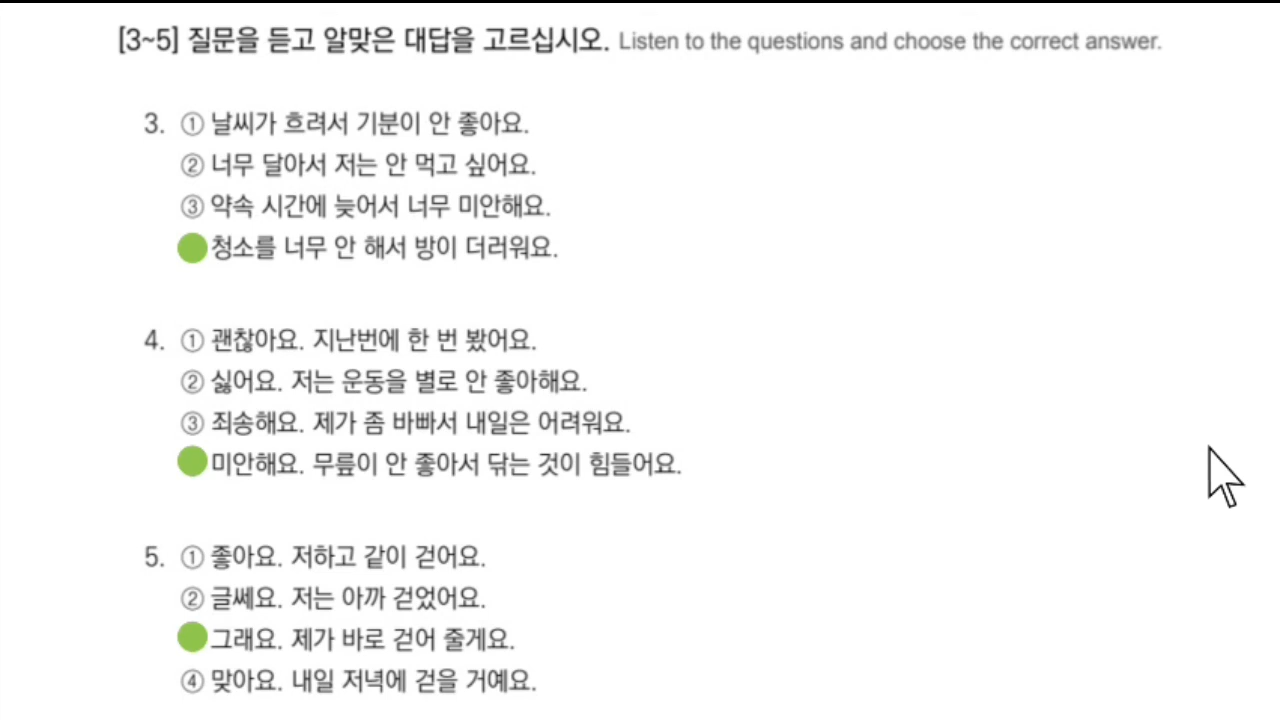 [3~5] 질문을 듣고 알맞은 대답을 고르십시오. Listen to the questions and choose the correct answer.
3. ① 날씨가 흐려서 기분이 안 좋아요.
② 너무 달아서 저는 안 먹고 싶어요.
③ 약속 시간에 늦어서 너무 미안해요.
청소를 너무 안 해서 방이 더러워요.
4. ① 괜찮아요. 지난번에 한 번 봤어요.
② 싫어요. 저는 운동을 별로 안 좋아해요.
③ 죄송해요. 제가 좀 바빠서 내일은 어려워요.
미안해요. 무릎이 안 좋아서 닦는 것이 힘들어요.
5. ① 좋아요. 저하고 같이 걷어요.
② 글쎄요. 저는 아까 걷었어요.
그래요. 제가 바로 걷어 줄게요.
④ 맞아요. 내일 저녁에 걷을 거예요.